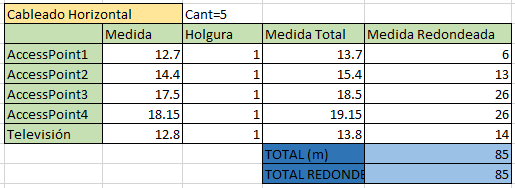 Cableado Horizontal Cant=5
Medida Holgura Medida Total Medida Redondeada
AccessPoint1 12.7 1 13.7 6
AccessPoint2 14.4 1 15.4 13
AccessPoint3 17.5 1 18.5 26
AccessPoint4 18.15 1 19.15 26
Televisión 12.8 1 13.8 14
TOTAL (m) 85
TOTAL REDONDE 85